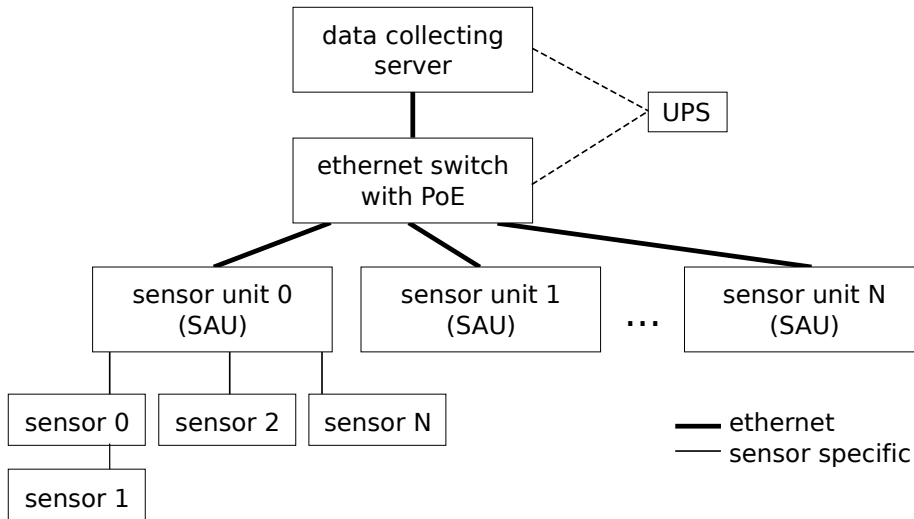 data collecting
server
UPS
ethernet switch
with PoE
sensor unit 0
(SAU)
sensor unit 1
(SAU)
...
sensor unit N
(SAU)
sensor 0
sensor 2
sensor N
sensor 1
ethernet
sensor specific